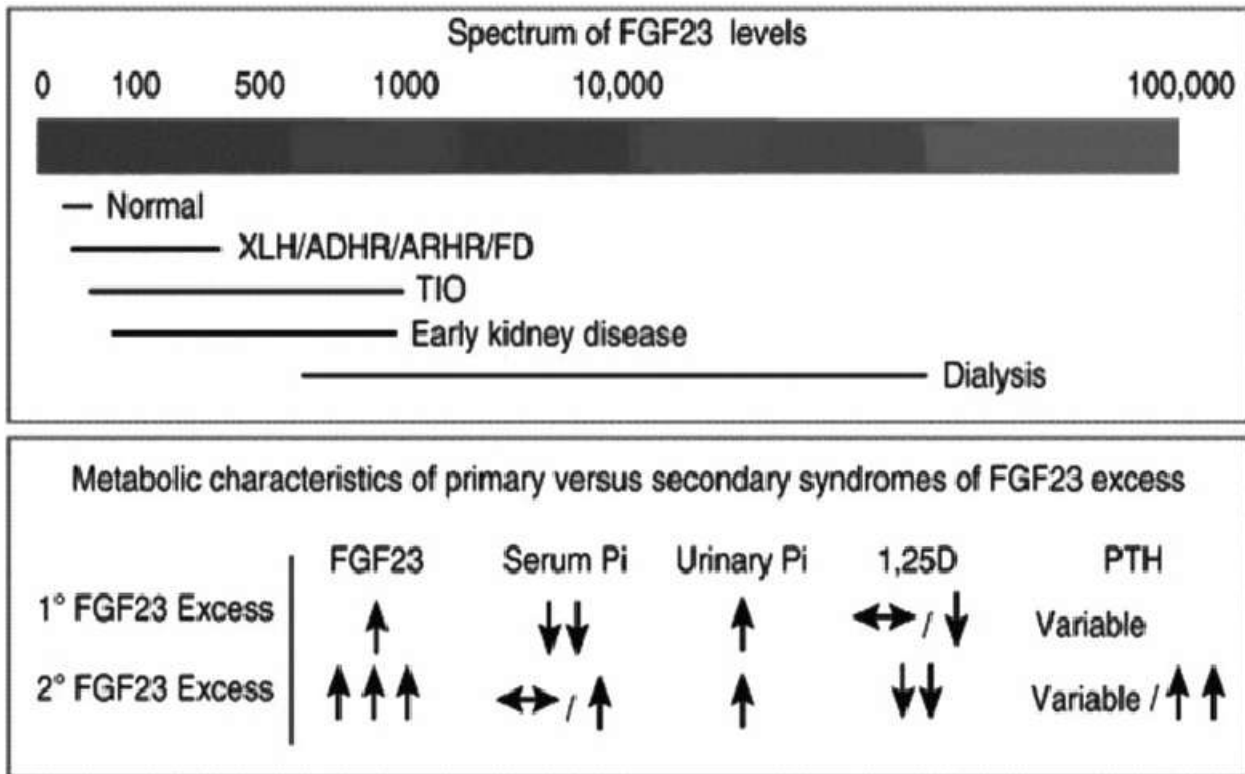 Spectrum of FGF23 levels
0 100 500 1000 10,000 100,000
Normal
XLH/ADHR/ARHR/FD
TIO
Early kidney disease
Dialysis
Metabolic characteristics of primary versus secondary syndromes of FGF23 excess
FGF23 Serum Pi Urinary Pi 1,25D PTH
1° FGF23 Excess ↑ ↓↓ ↑ ↔/↓ Variable
2° FGF23 Excess ↑↑↑ ↔/↑ ↑ ↓↓ Variable /↑↑